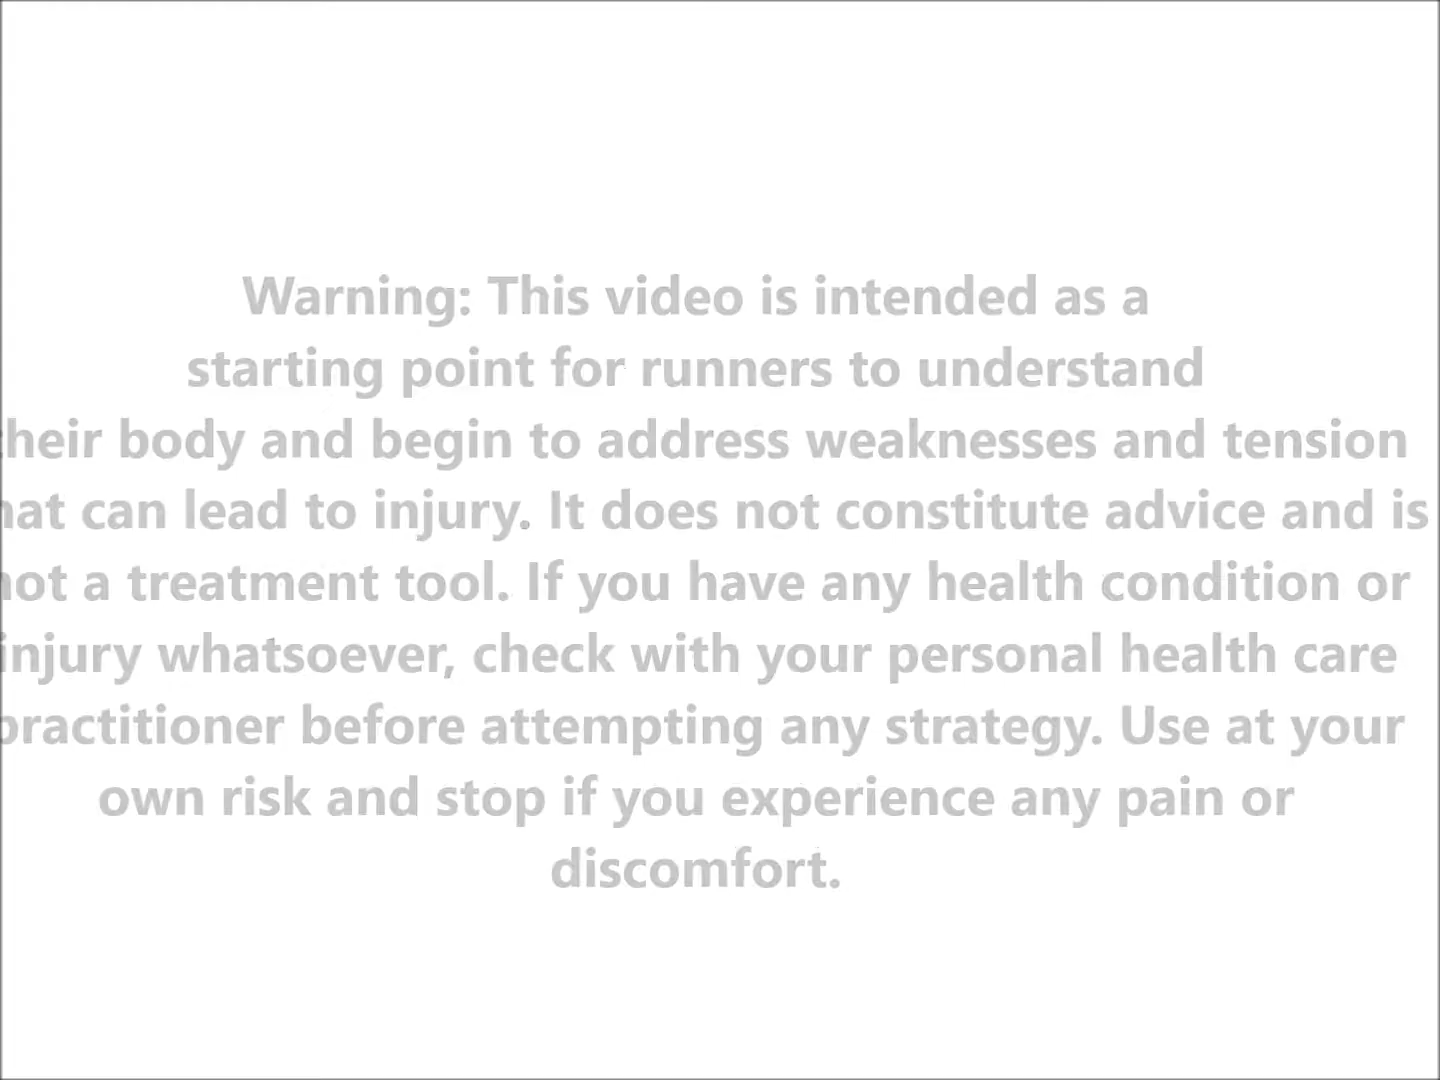 Warning: This video is intended as a
starting point for runners to understand
heir body and begin to address weaknesses and tension
hat can lead to injury. It does not constitute advice and is
not a treatment tool. If you have any health condition or
injury whatsoever, check with your personal health care
practitioner before attempting any strategy. Use at your
own risk and stop if you experience any pain or
discomfort.